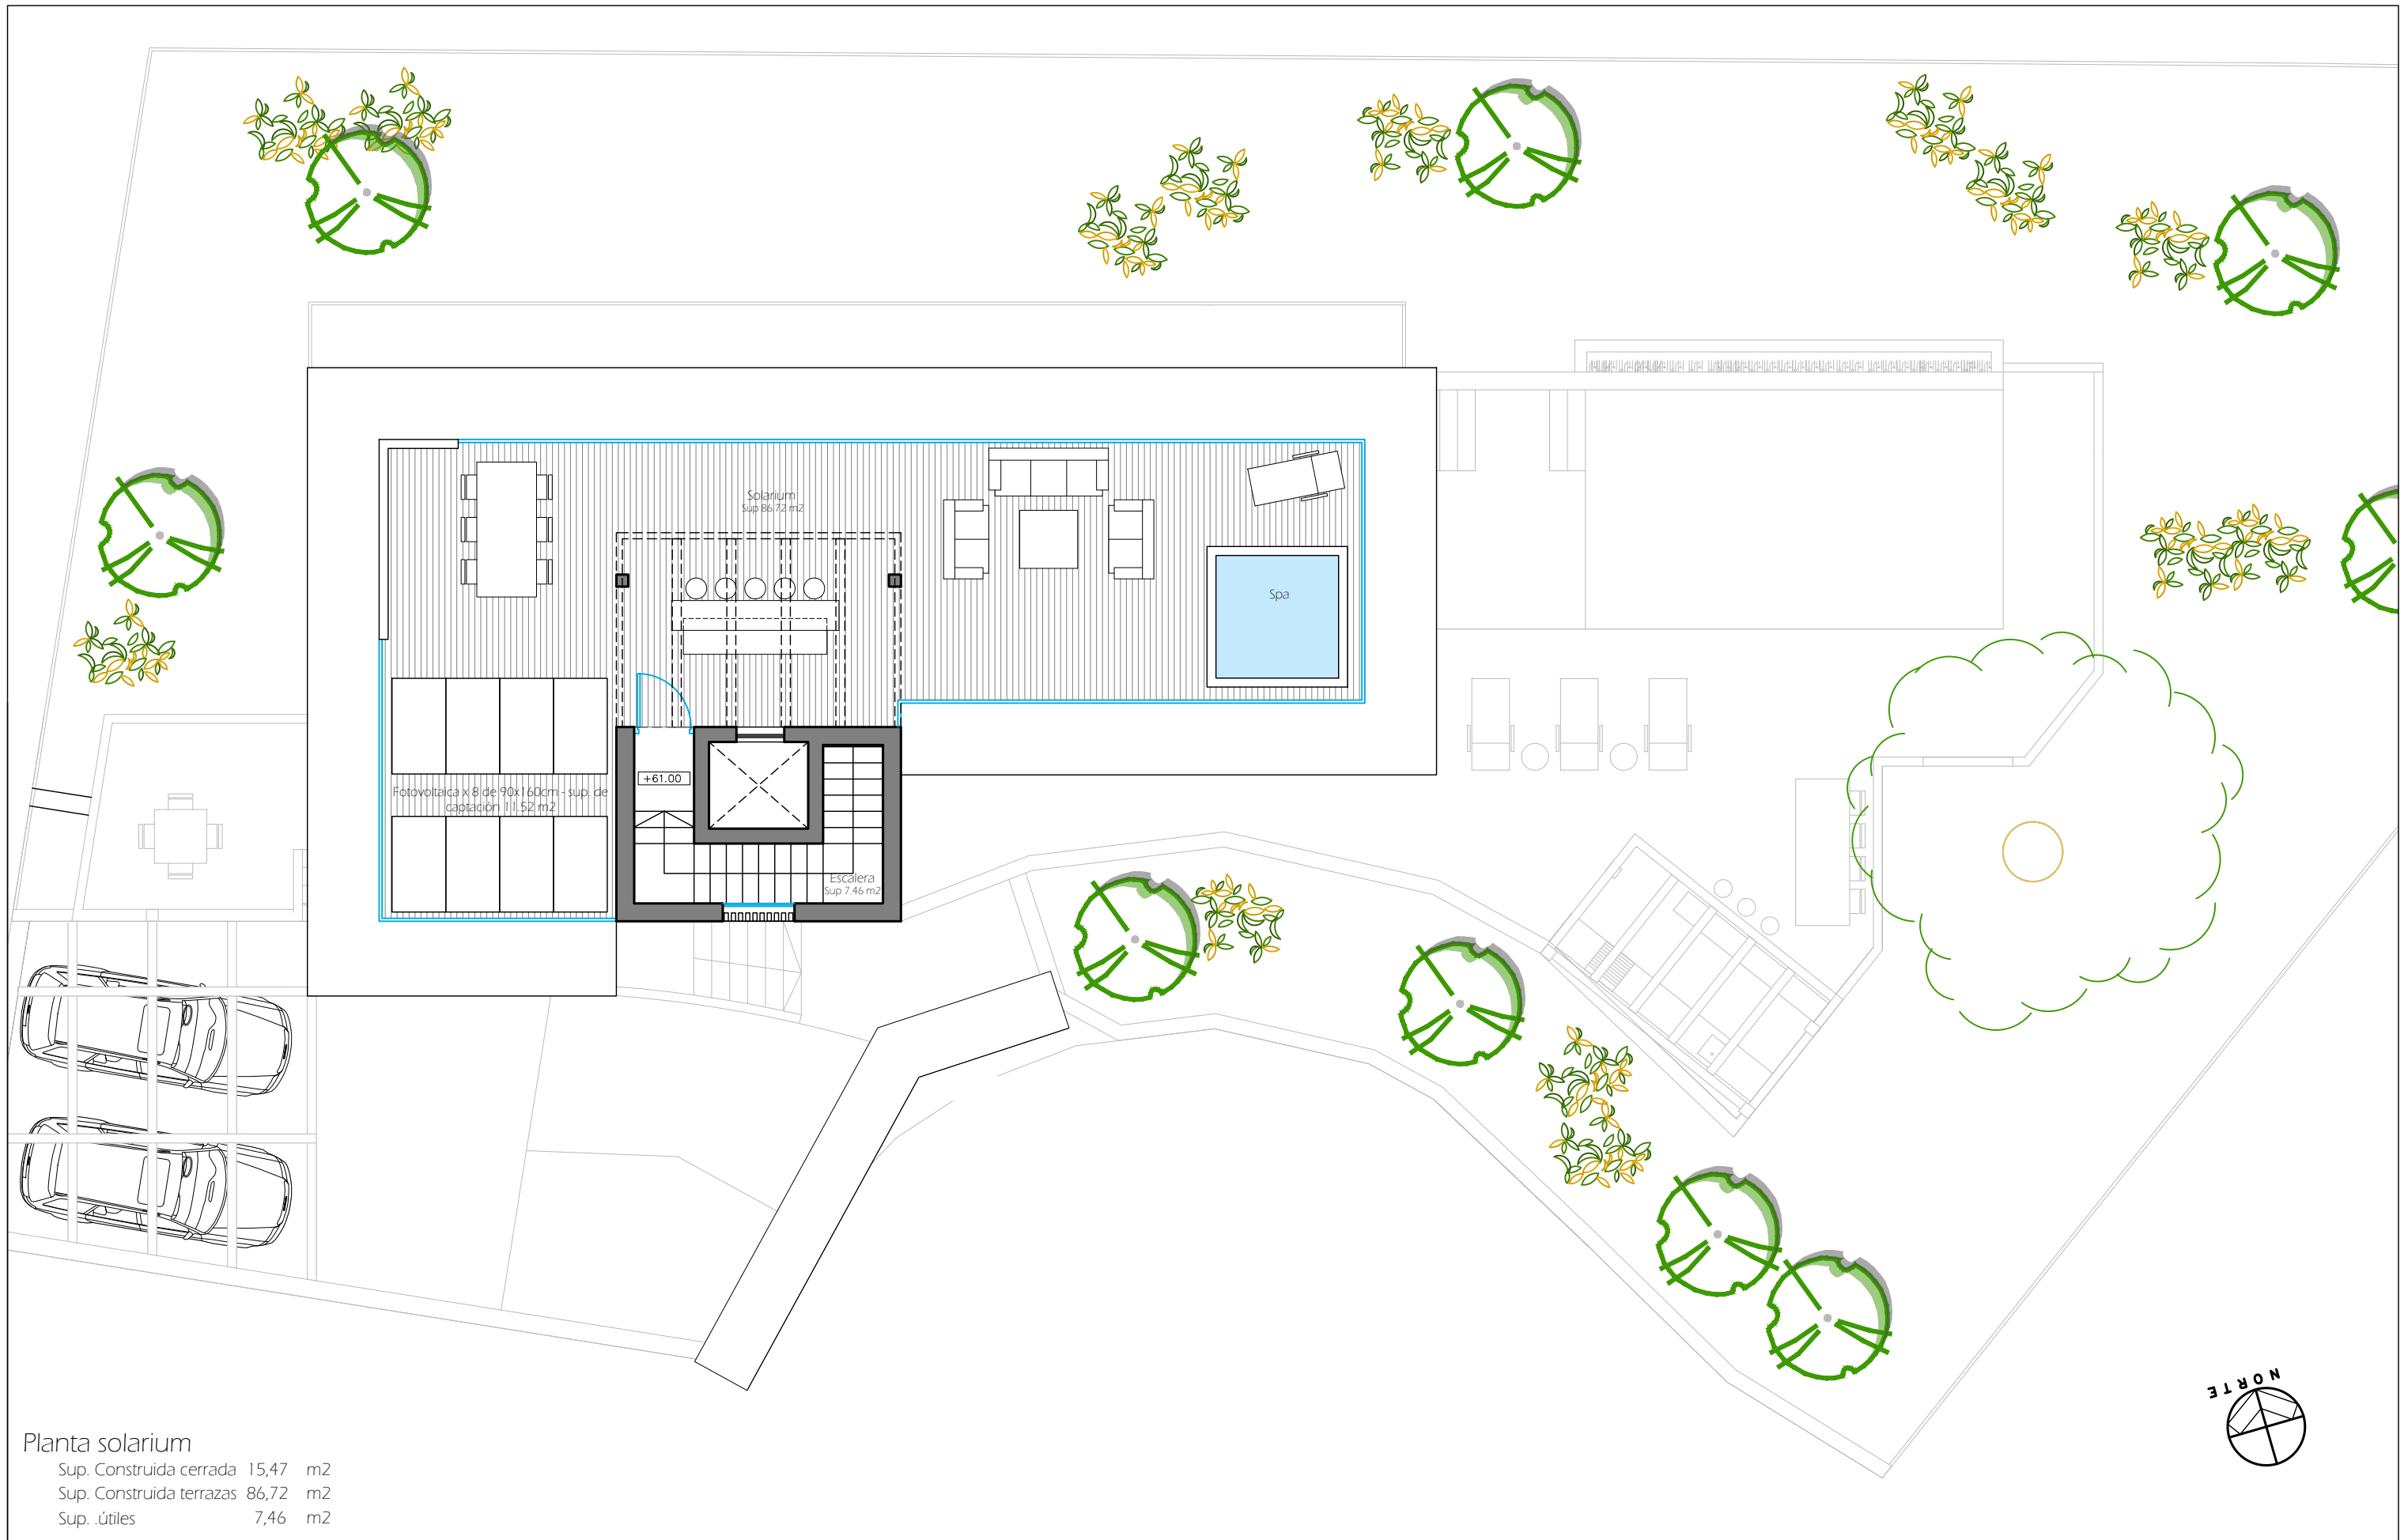 Solarium
Sup 86.72 m2
Spa
+61.00
Fotovoltaica x 8 de 90x160cm - sup. de
captación 11.52 m2
Escalera
Sup 7.46 m2
NORTE
Planta solarium
Sup. Construida cerrada 15,47 m2
Sup. Construida terrazas 86,72 m2
Sup. .útiles 7,46 m2